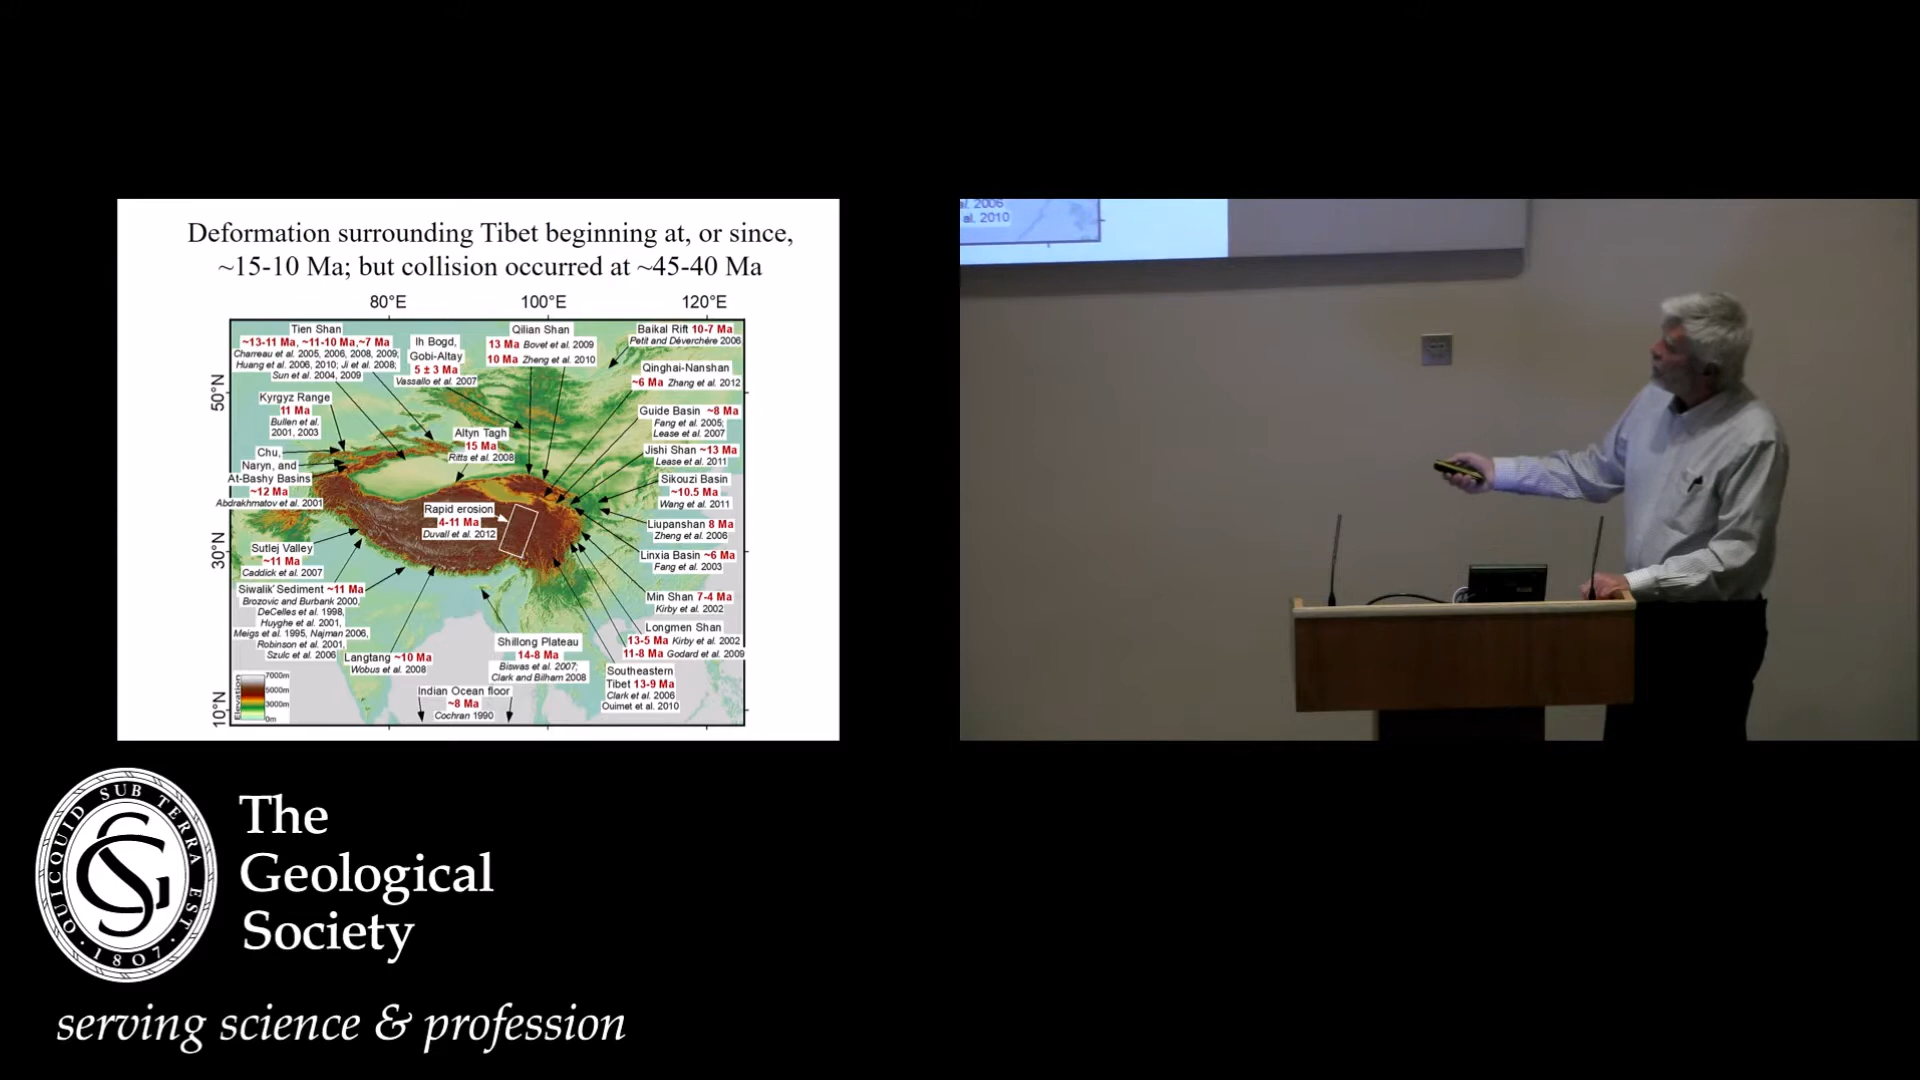 Deformation surrounding Tibet beginning at, or since,
~15-10 Ma; but collision occurred at ~45-40 Ma
80°E 100°E 120°E
50°N
30°N
10°N
Tien Shan
~13-11 Ma, ~11-10 Ma,~7 Ma
Charreau et al. 2005, 2006, 2008, 2009;
Huang et al. 2006, 2010; Ji et al. 2008;
Sun et al. 2004, 2009
Ih Bogd,
Gobi-Altay
5 ± 3 Ma
Vassallo et al. 2007
Qilian Shan
13 Ma Bovet et al. 2009
10 Ma Zheng et al. 2010
Baikal Rift 10-7 Ma
Petit and Déverchère 2006
Qinghai-Nanshan
~6 Ma Zhang et al. 2012
Kyrgyz Range
11 Ma
Bullen et al.
2001, 2003
Guide Basin ~8 Ma
Fang et al. 2005;
Lease et al. 2007
Altyn Tagh
15 Ma
Ritts et al. 2008
Jishi Shan ~13 Ma
Lease et al. 2011
Chu,
Naryn, and
At-Bashy Basins
~12 Ma
Abdrakhmatov et al. 2001
Sikouzi Basin
~10.5 Ma
Wang et al. 2011
Rapid erosion
4-11 Ma
Duvall et al. 2012
Liupanshan 8 Ma
Zheng et al. 2006
Sutlej Valley
~11 Ma
Caddick et al. 2007
Linxia Basin ~6 Ma
Fang et al. 2003
Siwalik Sediment ~11 Ma
Brozovic and Burbank 2000,
DeCelles et al. 1998,
Huyghe et al. 2001,
Meigs et al. 1995, Najman 2006,
Robinson et al. 2001,
Szulc et al. 2006
Min Shan 7-4 Ma
Kirby et al. 2002
Longmen Shan
13-5 Ma Kirby et al. 2002
11-8 Ma Godard et al. 2009
Langtang ~10 Ma
Wobus et al. 2008
Shillong Plateau
14-8 Ma
Biswas et al. 2007;
Clark and Bilham 2008
Southeastern
Tibet 13-9 Ma
Clark et al. 2006
Ouimet et al. 2010
Indian Ocean floor
~8 Ma
Cochran 1990
Elevation
7000m
5000m
3000m
0m
al. 2006
al. 2010
QUICQUID SUB TERRA EST
GS
· 1807 ·
The
Geological
Society
serving science & profession